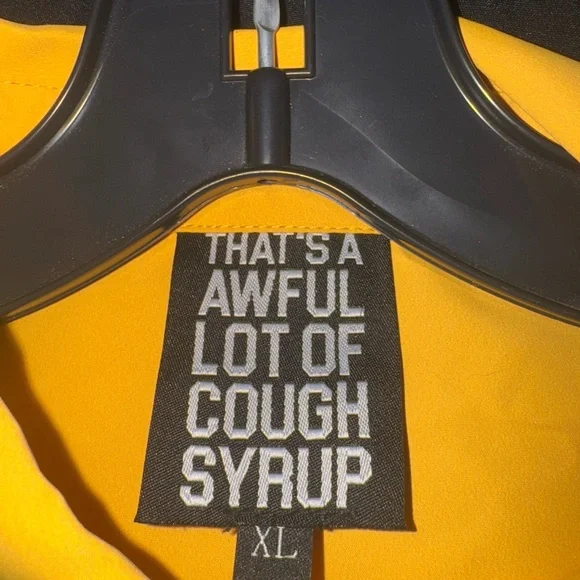 THAT'S A
AWFUL
LOT OF
COUGH
SYRUP
XL